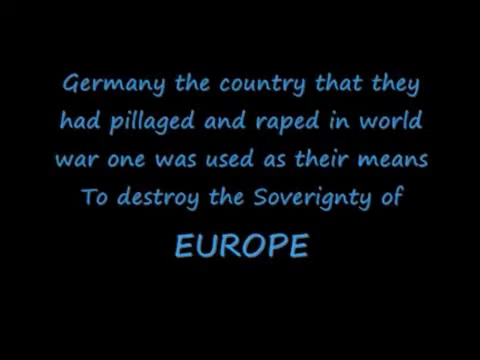 Germany the country that they
had pillaged and raped in world
war one was used as their means
To destroy the Soverignty of
EUROPE